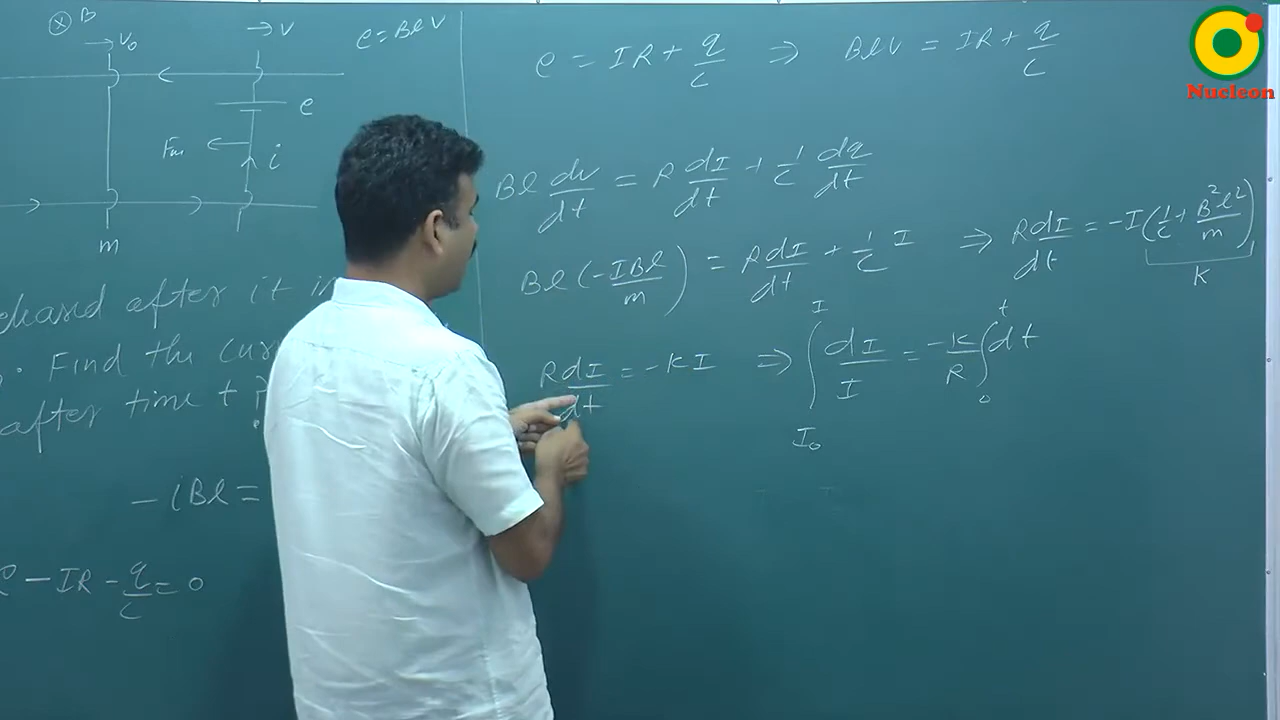 ⊗ B
→ V₀
→ V
e = BlV
e
Fm
i
m
after it in
. Find the cur
after time t
- iBl =
- IR - q/c = 0
e = IR + q/c ⇒ BlV = IR + q/c
Bl dv/dt = R dI/dt + 1/c dq/dt
Bl (-IBl/m) = R dI/dt + 1/c I ⇒ R dI/dt = -I (1/c + B²l²/m)
K
R dI/dt = -KI ⇒ ∫_{I₀}^{I} dI/I = -K/R ∫_{0}^{t} dt
Nucleon